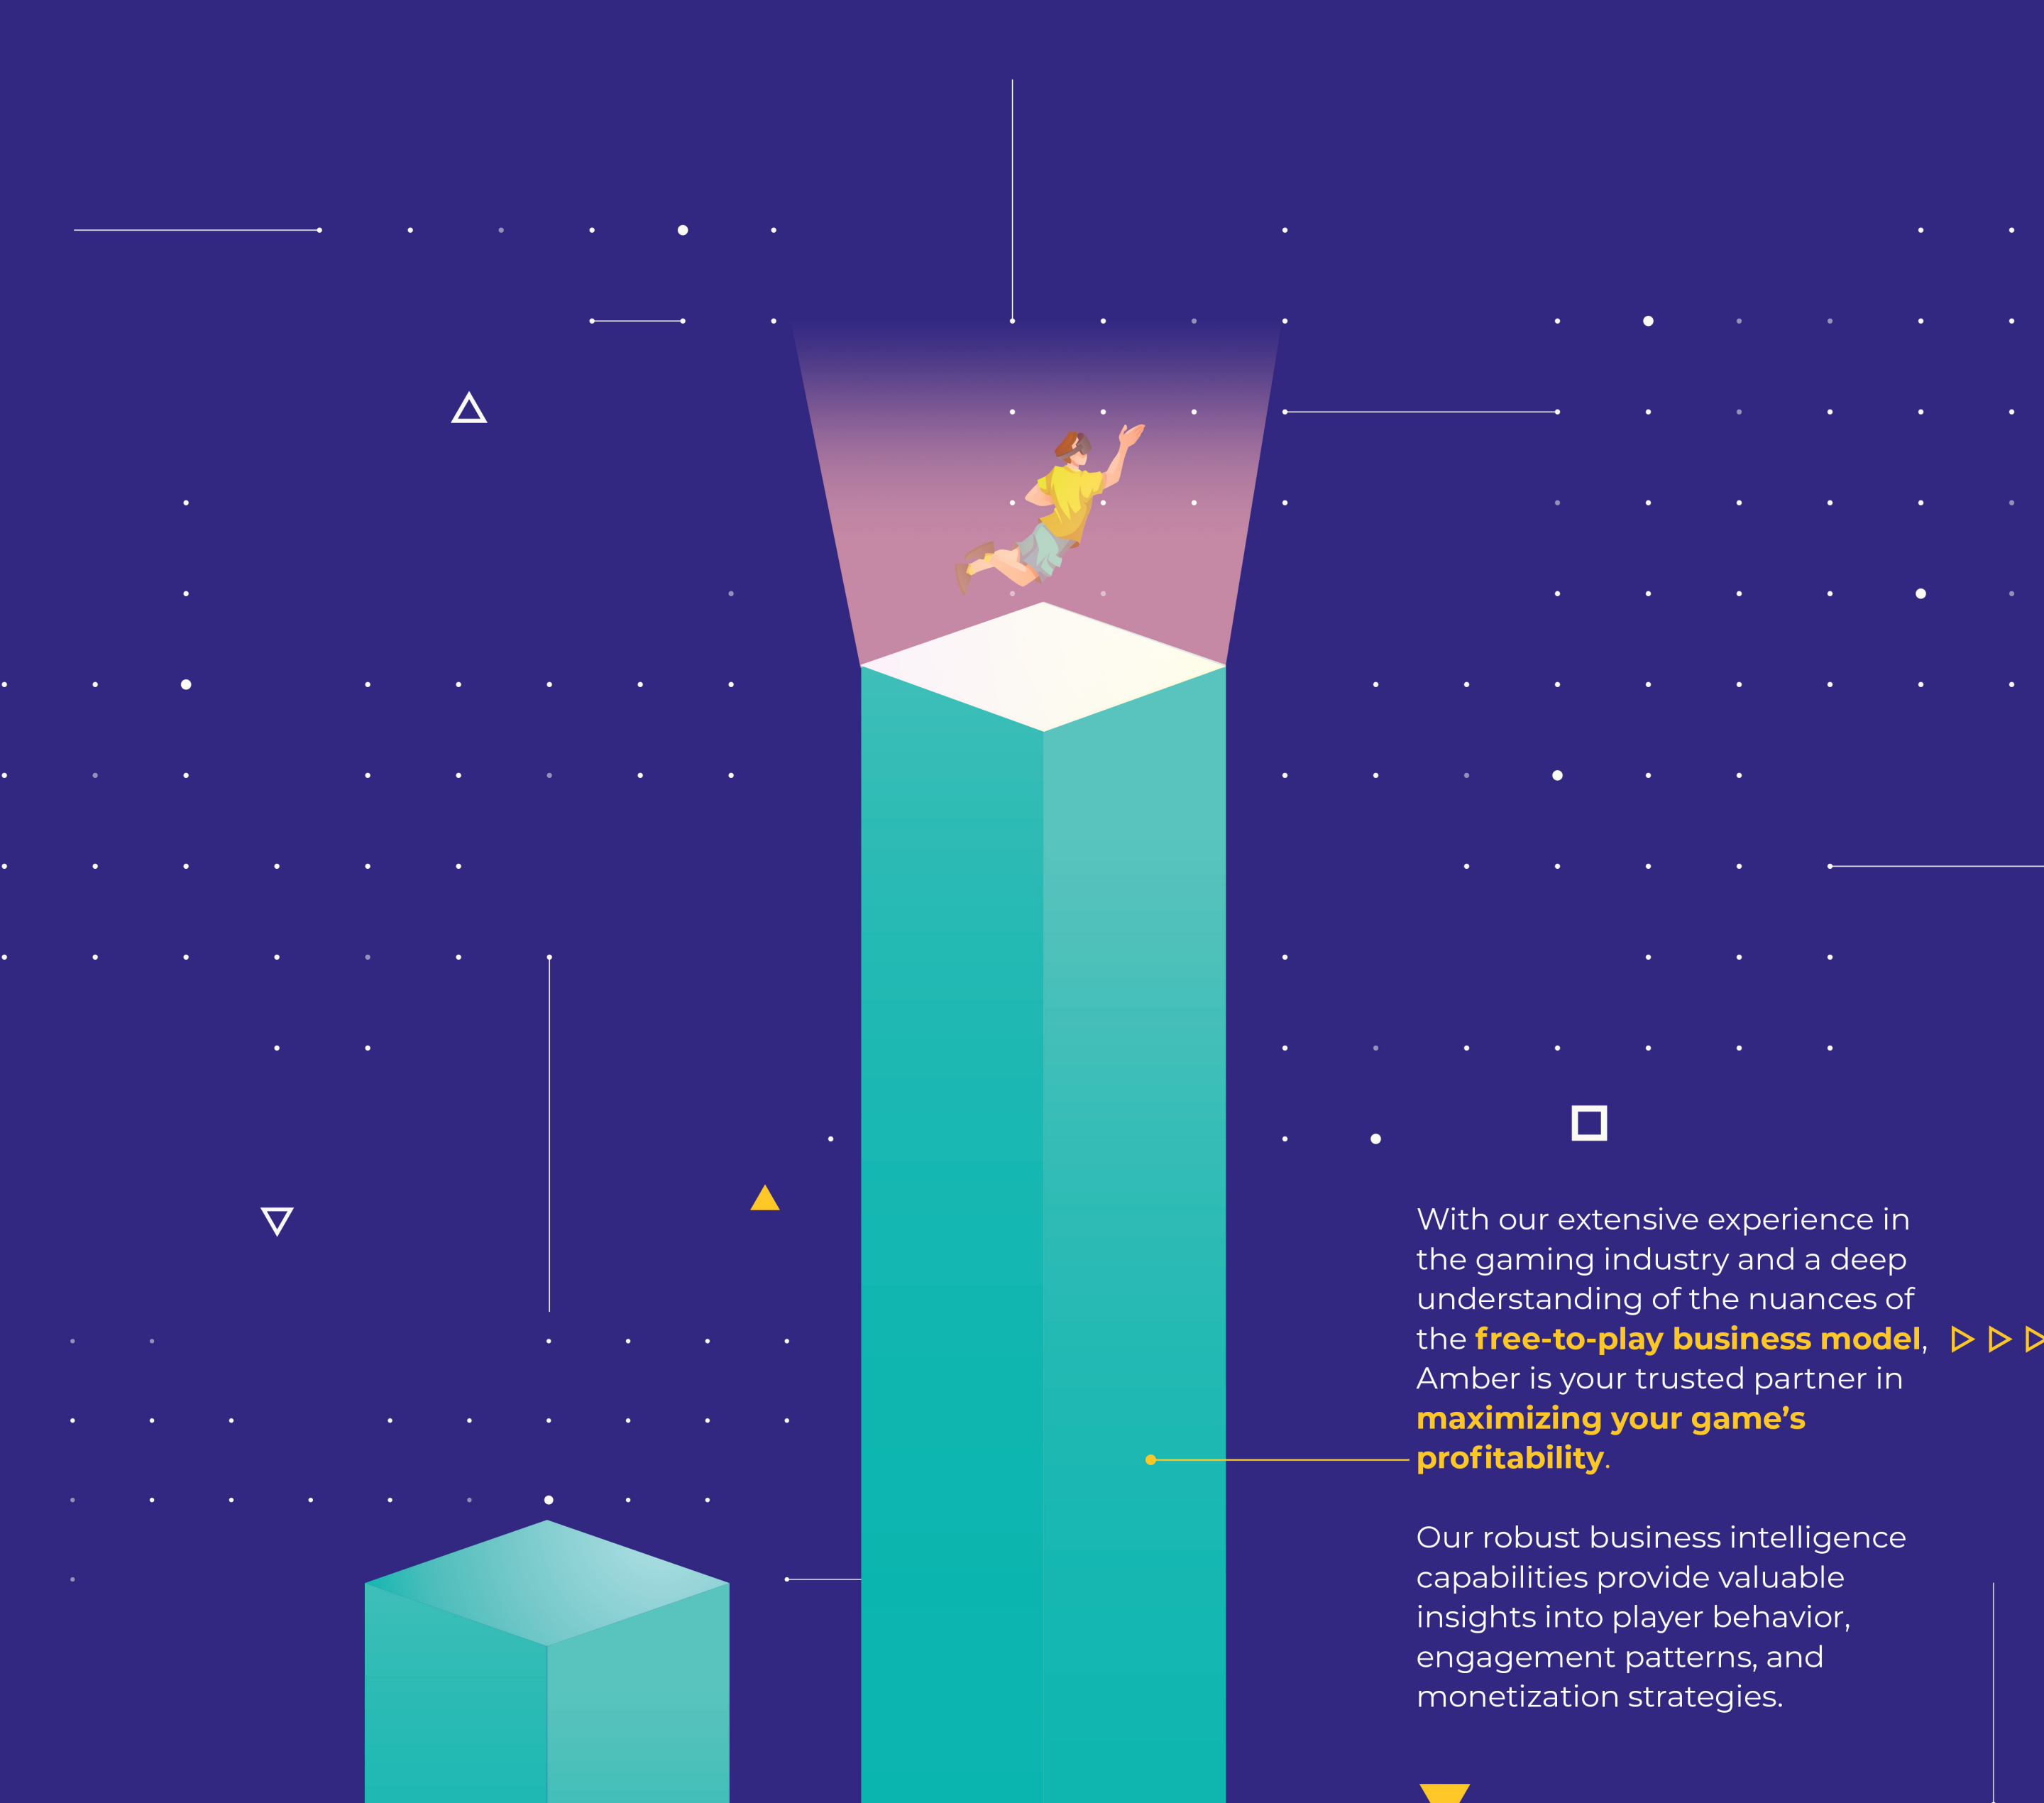 With our extensive experience in
the gaming industry and a deep
understanding of the nuances of
the free-to-play business model,
Amber is your trusted partner in
maximizing your game’s
profitability.
Our robust business intelligence
capabilities provide valuable
insights into player behavior,
engagement patterns, and
monetization strategies.